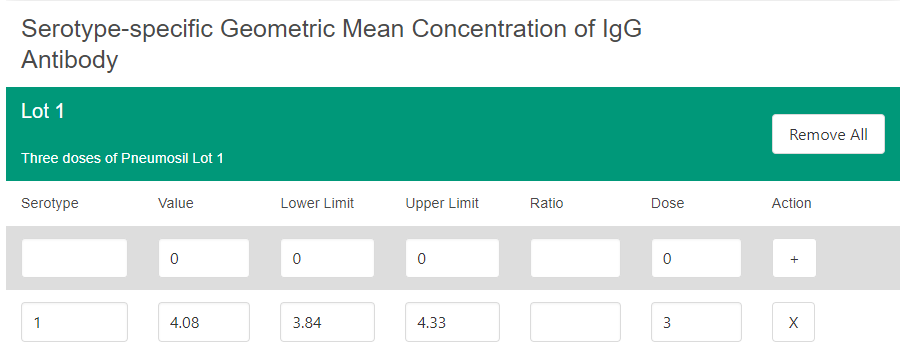 Serotype-specific Geometric Mean Concentration of IgG
Antibody
Lot 1
Remove All
Three doses of Pneumosil Lot 1
Serotype Value Lower Limit Upper Limit Ratio Dose Action
0 0 0 0 +
1 4.08 3.84 4.33 3 X